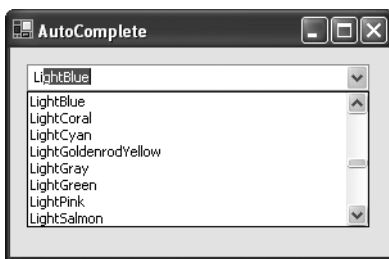 AutoComplete
LightBlue
LightBlue
LightCoral
LightCyan
LightGoldenrodYellow
LightGray
LightGreen
LightPink
LightSalmon